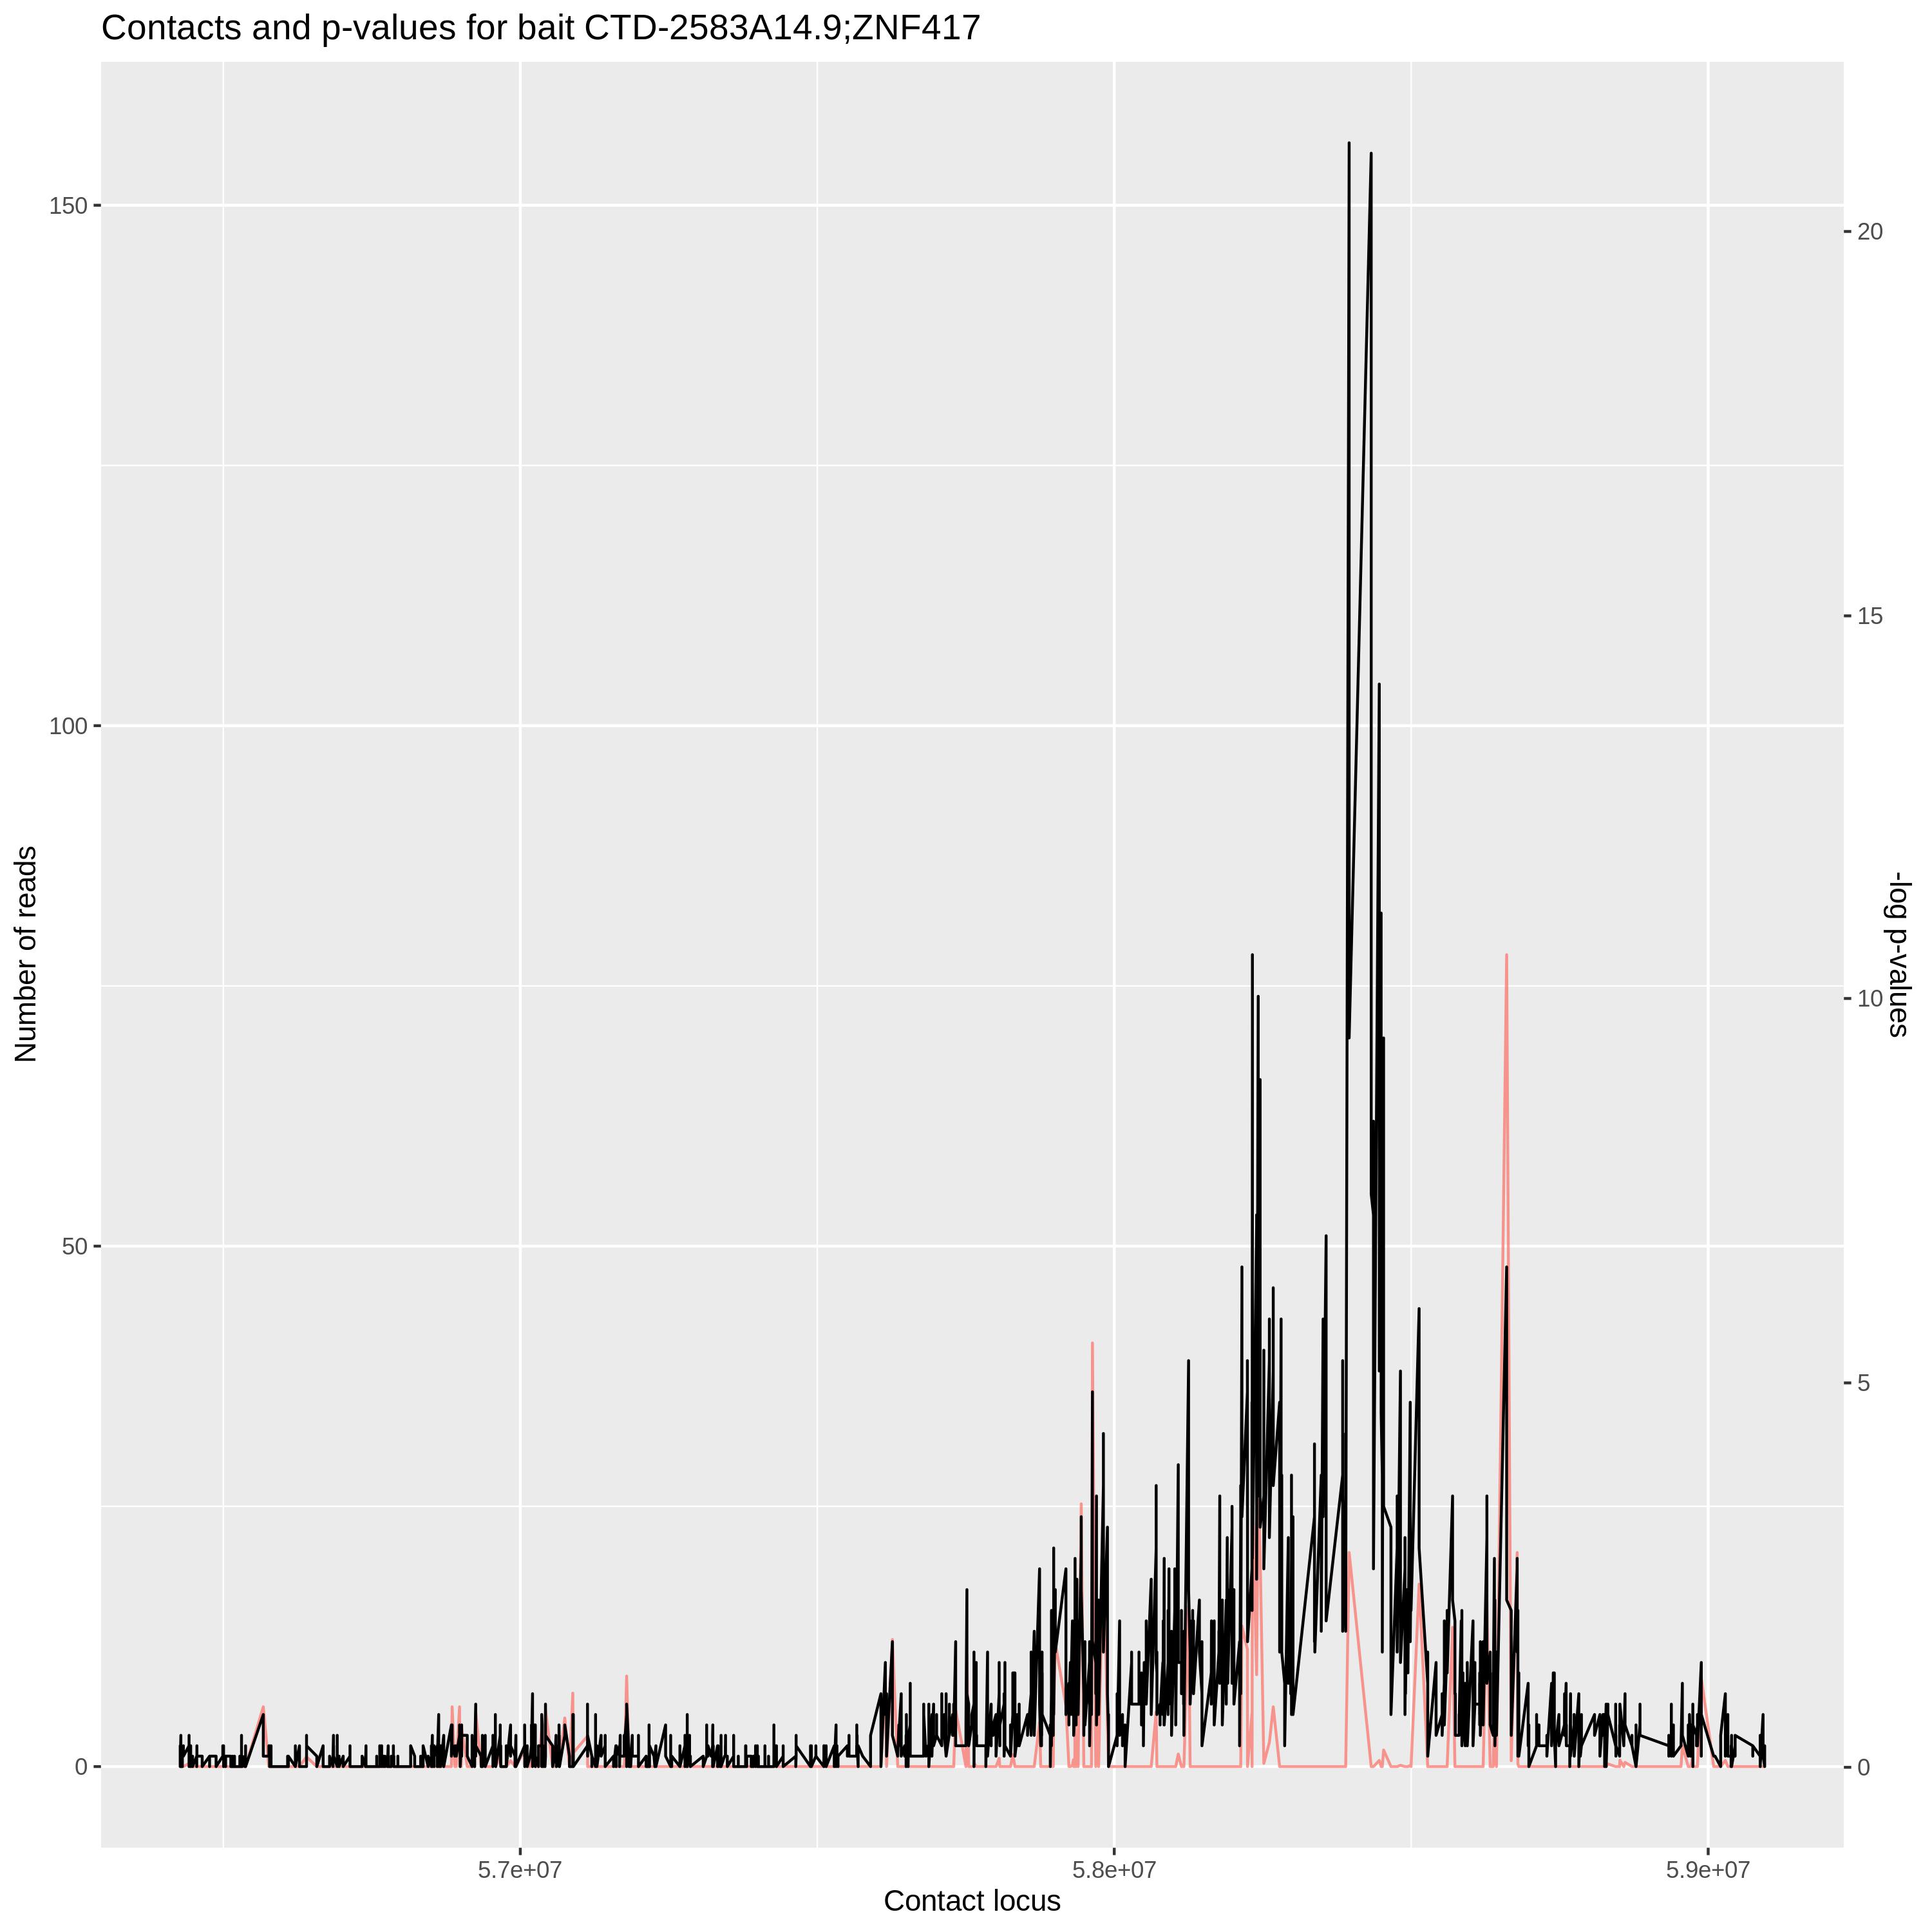 Contacts and p-values for bait CTD-2583A14.9;ZNF417
150
100
50
0
Number of reads
20
15
10
5
0
-log p-values
5.7e+07
5.8e+07
5.9e+07
Contact locus